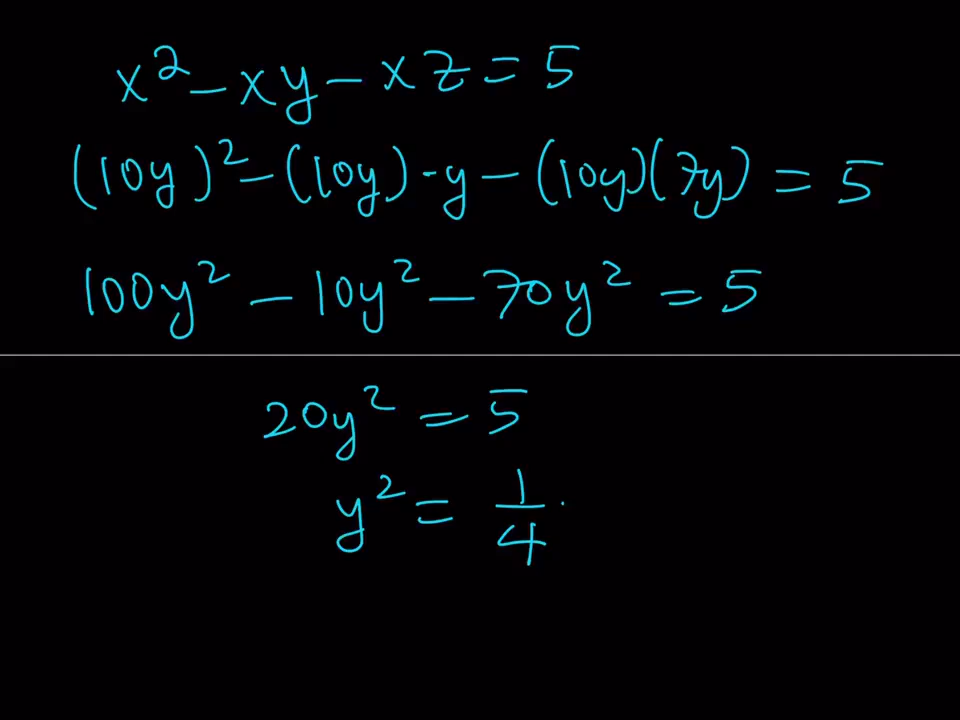 x² - xy - xz = 5
(10y)² - (10y)·y - (10y)(7y) = 5
100y² - 10y² - 70y² = 5
20y² = 5
y² = 1/4